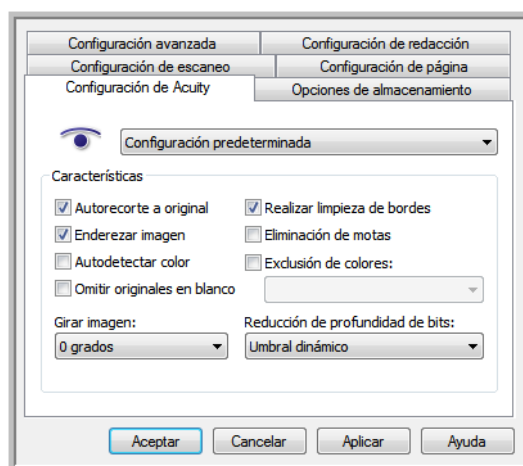 Configuración avanzada
Configuración de redacción
Configuración de escaneo
Configuración de página
Configuración de Acuity
Opciones de almacenamiento
Configuración predeterminada
Características
Autorecorte a original
Realizar limpieza de bordes
Enderezar imagen
Eliminación de motas
Autodetectar color
Exclusión de colores:
Omitir originales en blanco
Girar imagen:
Reducción de profundidad de bits:
0 grados
Umbral dinámico
Aceptar
Cancelar
Aplicar
Ayuda